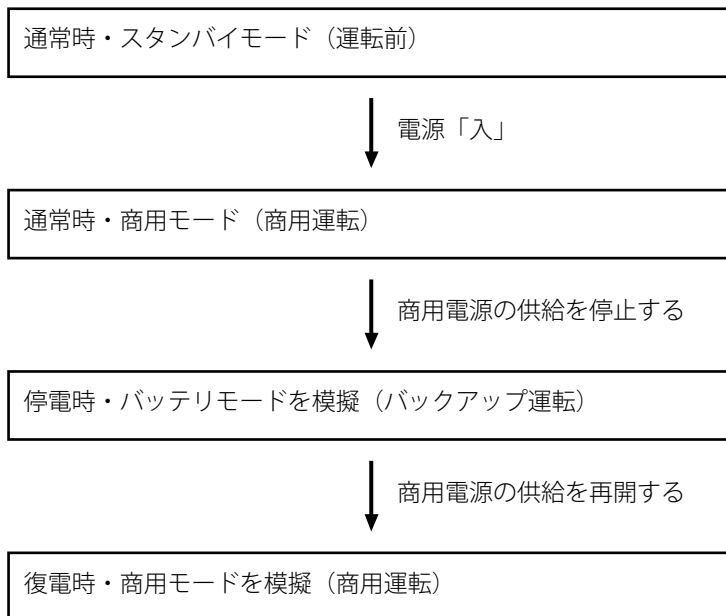 通常時・スタンバイモード（運転前）
電源「入」
通常時・商用モード（商用運転）
商用電源の供給を停止する
停電時・バッテリモードを模擬（バックアップ運転）
商用電源の供給を再開する
復電時・商用モードを模擬（商用運転）